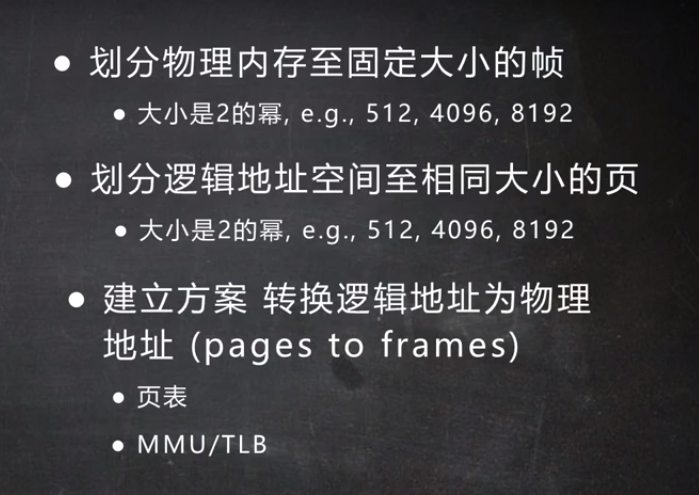 • 划分物理内存至固定大小的帧
• 大小是2的幂, e.g., 512, 4096, 8192
• 划分逻辑地址空间至相同大小的页
• 大小是2的幂, e.g., 512, 4096, 8192
• 建立方案 转换逻辑地址为物理
地址 (pages to frames)
• 页表
• MMU/TLB